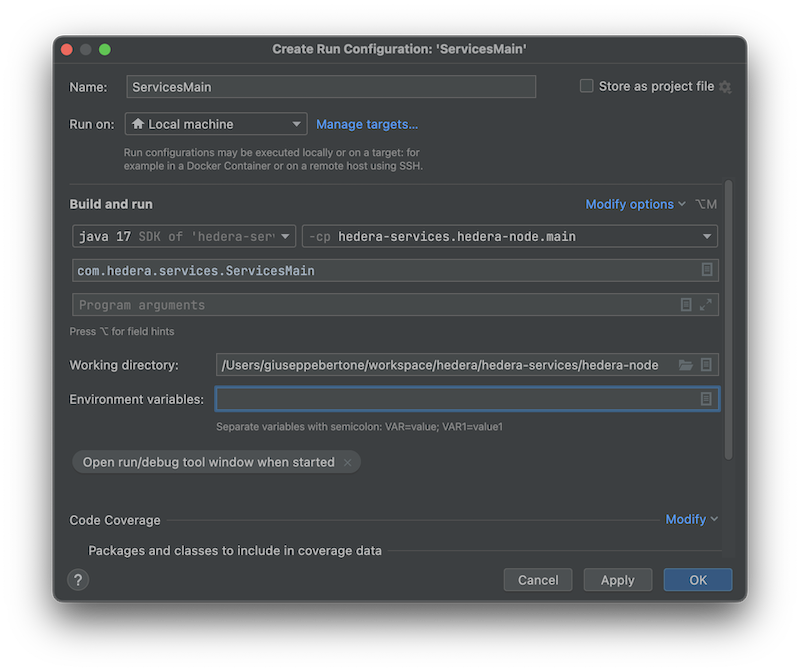 Create Run Configuration: 'ServicesMain'
Name: ServicesMain Store as project file
Run on: Local machine Manage targets...
Run configurations may be executed locally or on a target: for
example in a Docker Container or on a remote host using SSH.
Build and run Modify options ⌥M
java 17 SDK of 'hedera-ser -cp hedera-services.hedera-node.main
com.hedera.services.ServicesMain
Program arguments
Press ⌥ for field hints
Working directory: /Users/giuseppebertone/workspace/hedera/hedera-services/hedera-node
Environment variables:
Separate variables with semicolon: VAR=value; VAR1=value1
Open run/debug tool window when started ×
Code Coverage Modify
Packages and classes to include in coverage data
? Cancel Apply OK